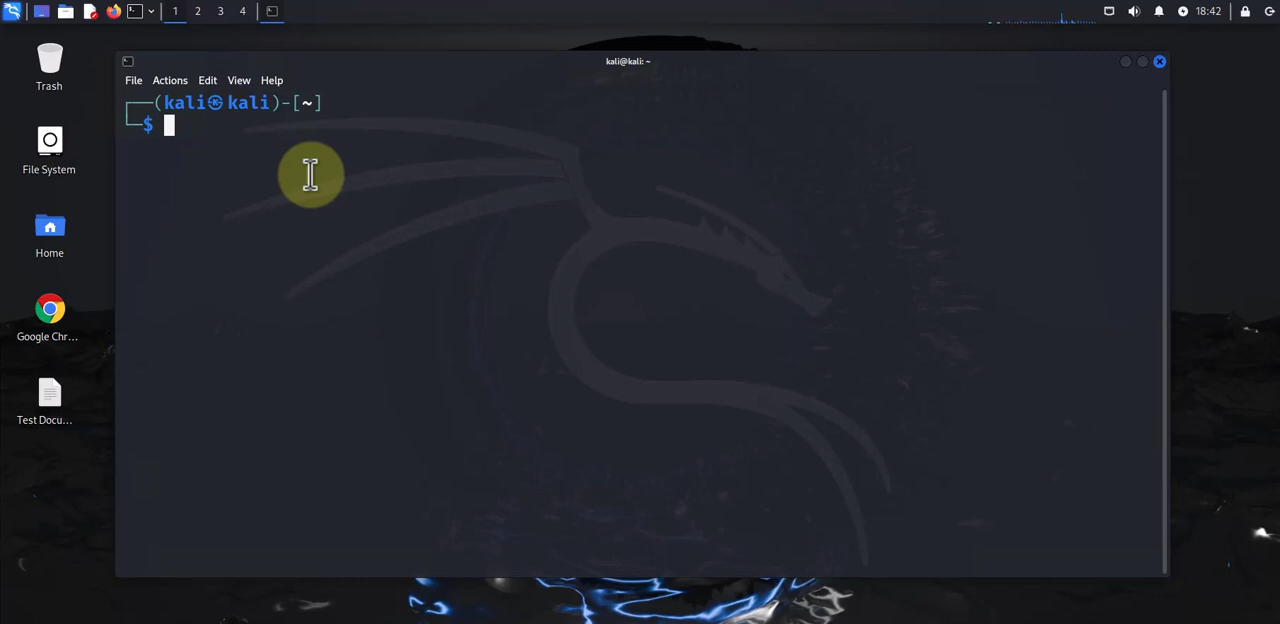 1 2 3 4
18:42
kali@kali: ~
File Actions Edit View Help
┌──(kali㉿kali)-[~]
└─$
Trash
File System
Home
Google Chr...
Test Docu...